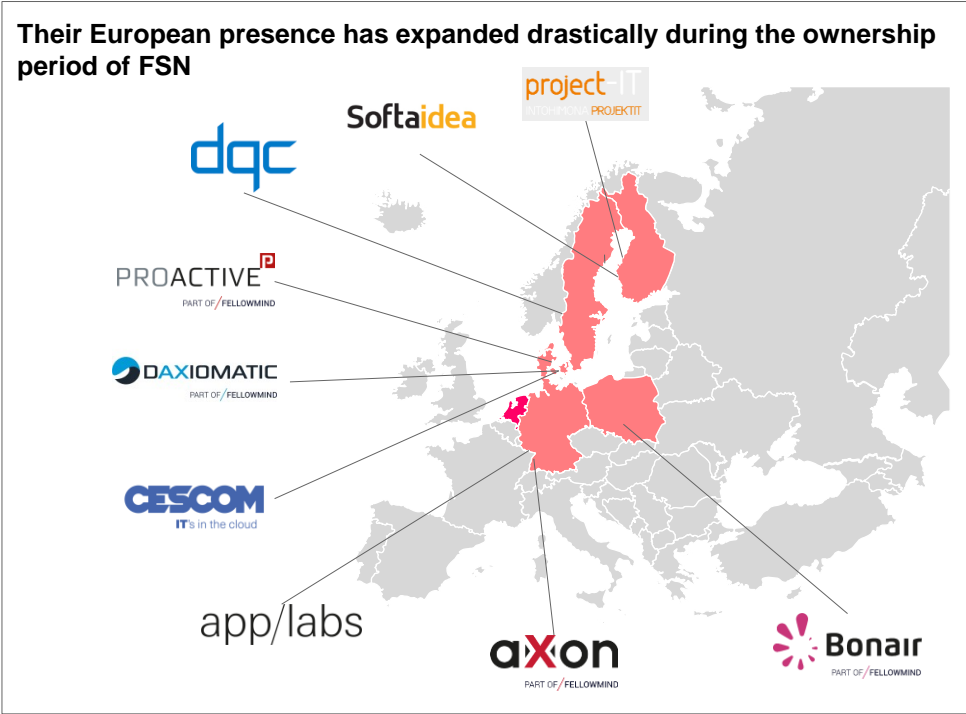 Their European presence has expanded drastically during the ownership
period of FSN
project-IT
INTOHIMONA PROJEKTIT
Softaidea
dqc
PROACTIVE
PART OF/FELLOWMIND
DAXIOMATIC
PART OF/FELLOWMIND
CESCOM
IT's in the cloud
app/labs
axon
PART OF/FELLOWMIND
Bonair
PART OF/FELLOWMIND